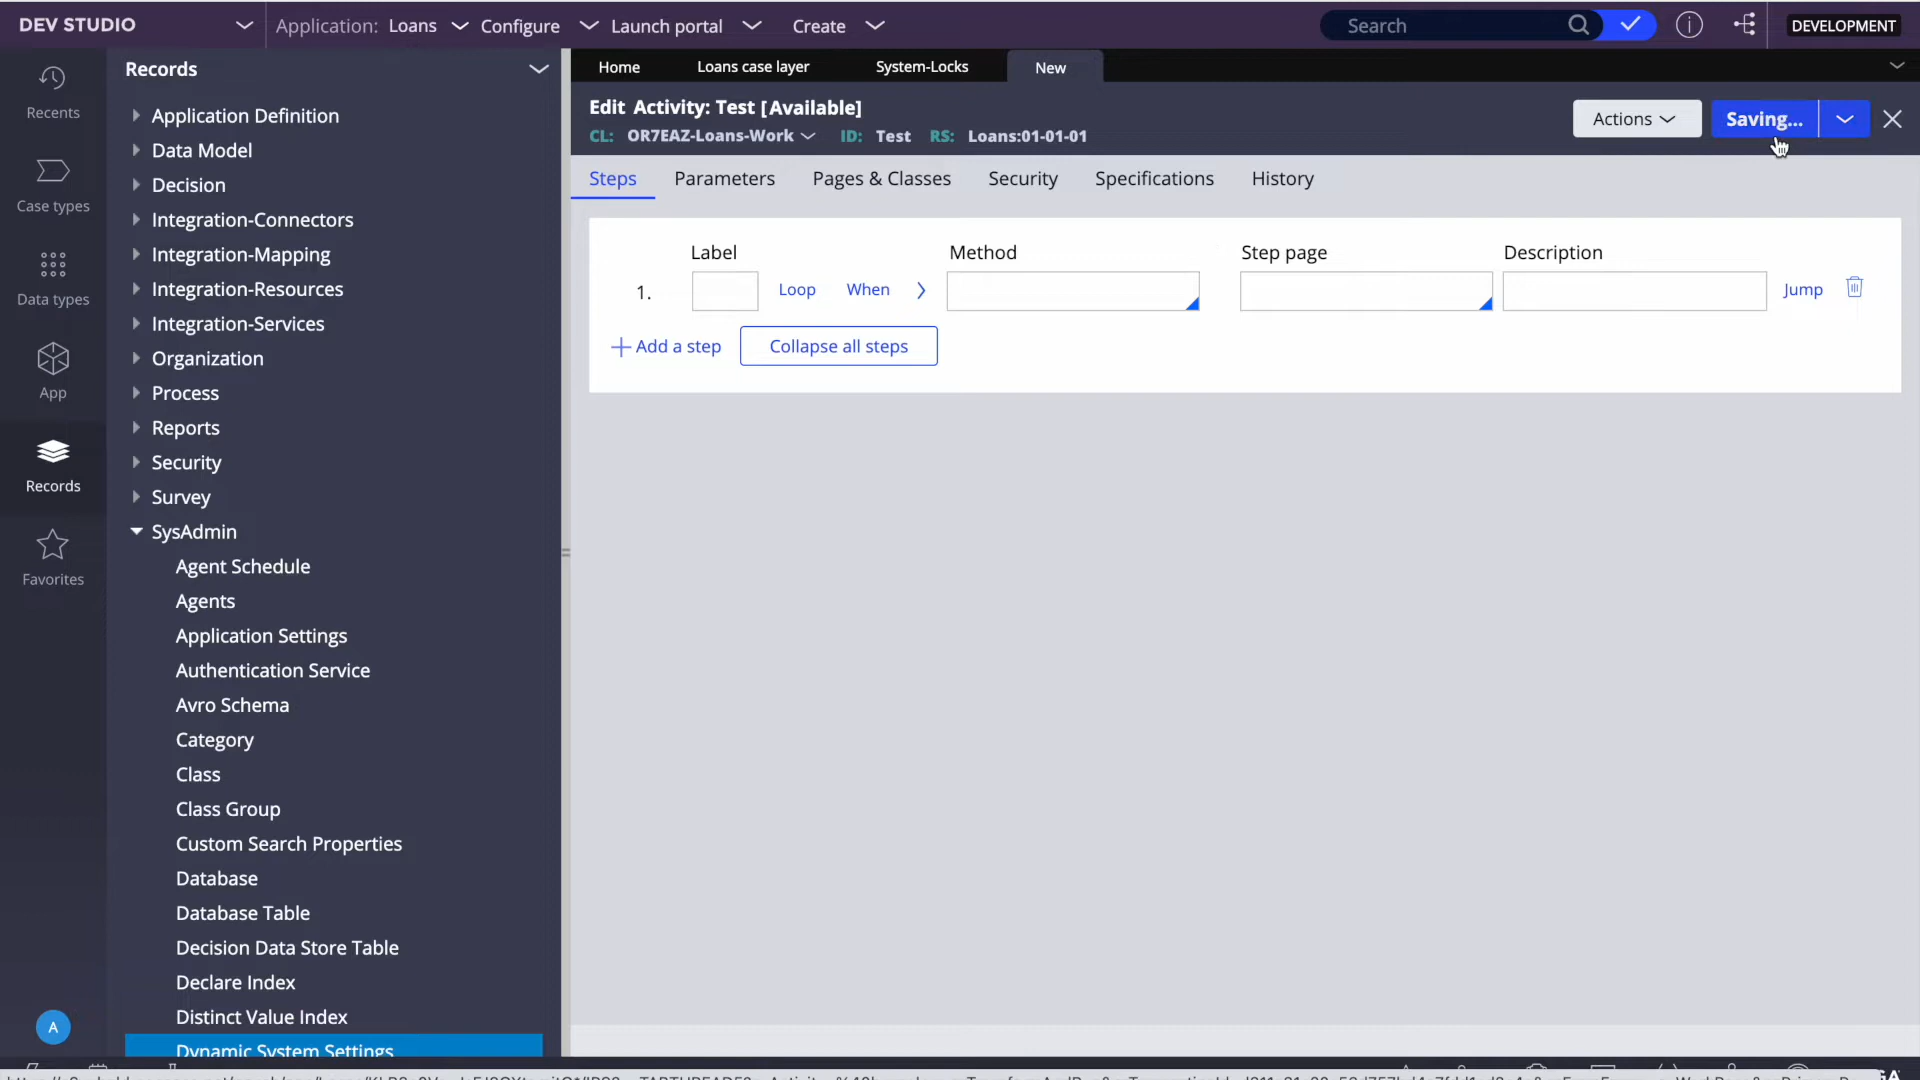 DEV STUDIO
Application: Loans Configure Launch portal Create Search DEVELOPMENT
Recents
Case types
Data types
App
Records
Favorites
A
Records
Application Definition
Data Model
Decision
Integration-Connectors
Integration-Mapping
Integration-Resources
Integration-Services
Organization
Process
Reports
Security
Survey
SysAdmin
Agent Schedule
Agents
Application Settings
Authentication Service
Avro Schema
Category
Class
Class Group
Custom Search Properties
Database
Database Table
Decision Data Store Table
Declare Index
Distinct Value Index
Dynamic System Settings
Home Loans case layer System-Locks New
Edit Activity: Test [Available]
CL: OR7EAZ-Loans-Work ID: Test RS: Loans:01-01-01
Actions Saving...
Steps Parameters Pages & Classes Security Specifications History
Label Method Step page Description
1. Loop When Jump
Add a step Collapse all steps